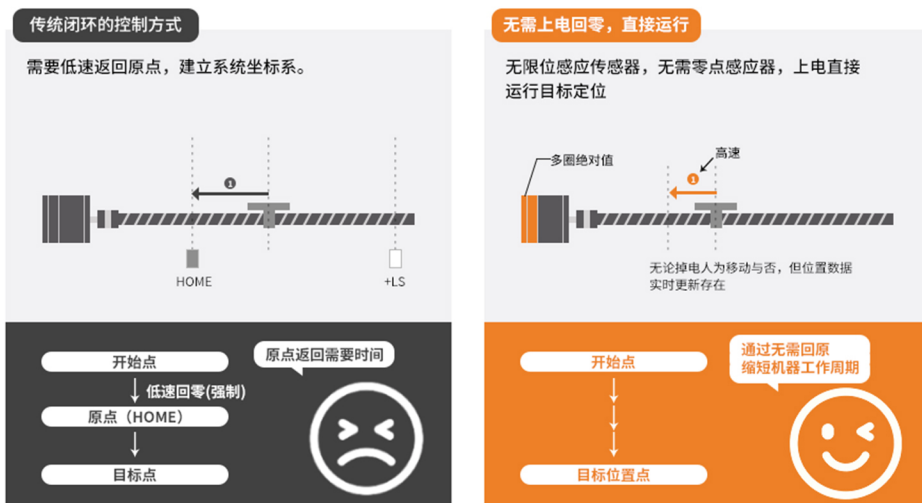 传统闭环的控制方式
需要低速返回原点，建立系统坐标系。
1
HOME
+LS
开始点
低速回零(强制)
原点（HOME）
目标点
原点返回需要时间
无需上电回零，直接运行
无限位感应传感器，无需零点感应器，上电直接
运行目标定位
多圈绝对值
高速
1
无论掉电人为移动与否，但位置数据
实时更新存在
开始点
目标位置点
通过无需回原
缩短机器工作周期